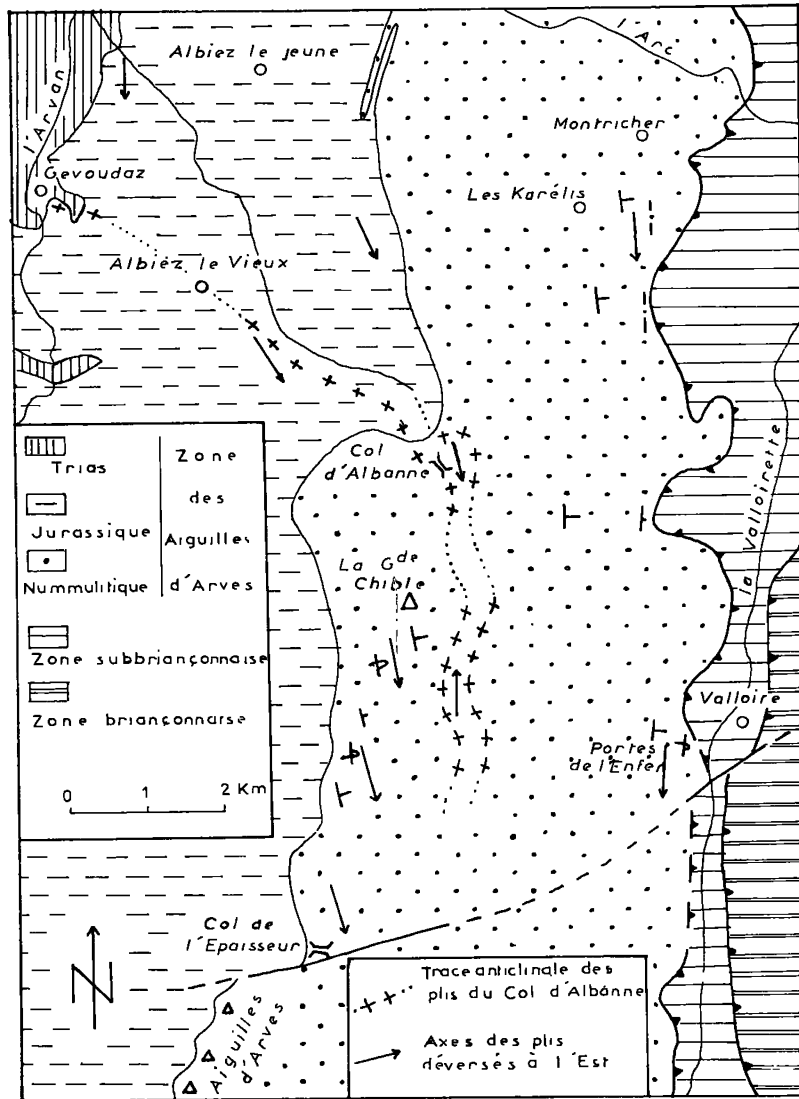 Albiez le jeune
l'Arc
l'Arvan
Montricher
Gevoudaz
Les Karélis
Albiez le Vieux
Col
d'Albanne
Trias
Jurassique
Nummulitique
Zone
des
Aiguilles
d'Arves
Zone subbriançonnaise
Zone briançonnaise
0 1 2 Km
La Gde
Chible
la Valloirette
Valloire
Portes
de l'Enfer
Col de
l'Epaisseur
N
Aiguilles
d'Arves
Trace anticlinale des
plis du Col d'Albanne
Axes des plis
déversés à l'Est